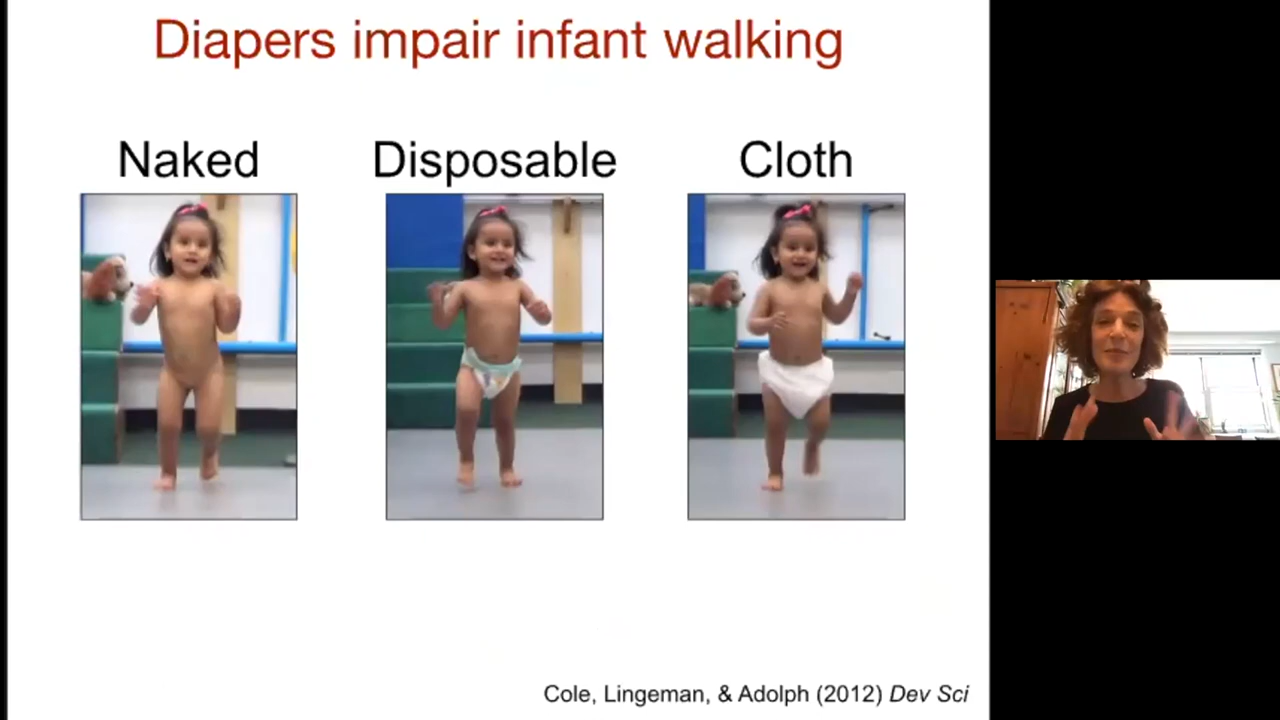 Diapers impair infant walking
Naked
Disposable
Cloth
Cole, Lingeman, & Adolph (2012) Dev Sci